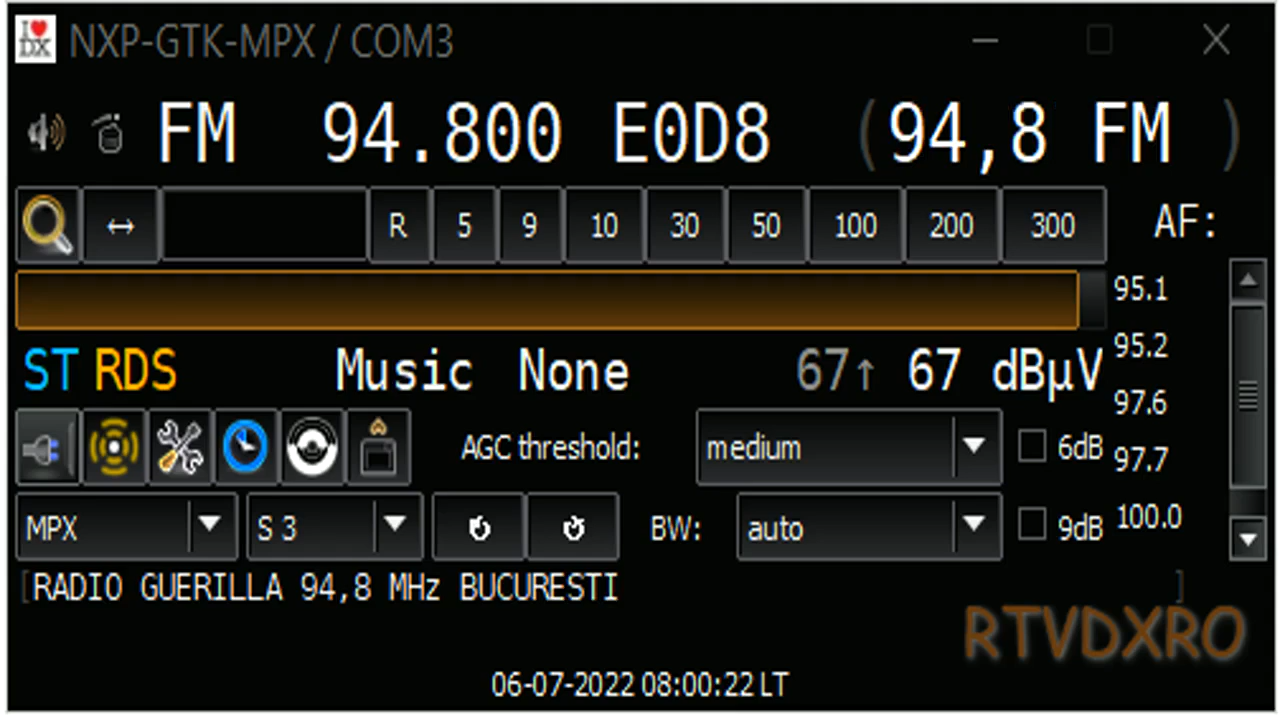 I ♥ DX NXP-GTK-MPX / COM3
FM 94.800 E0D8 (94,8 FM )
R 5 9 10 30 50 100 200 300 AF:
95.1
95.2
ST RDS Music None 67↑ 67 dBµV
97.6
AGC threshold: medium 6dB
97.7
MPX S 3 BW: auto 9dB
100.0
[RADIO GUERILLA 94,8 MHz BUCURESTI ]
RTVDXRO
06-07-2022 08:00:22 LT